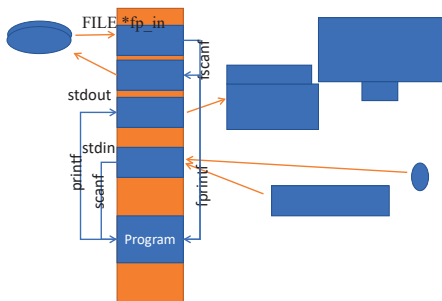 FILE *fp_in
fscanf
stdout
stdin
printf
scanf
fprintf
Program